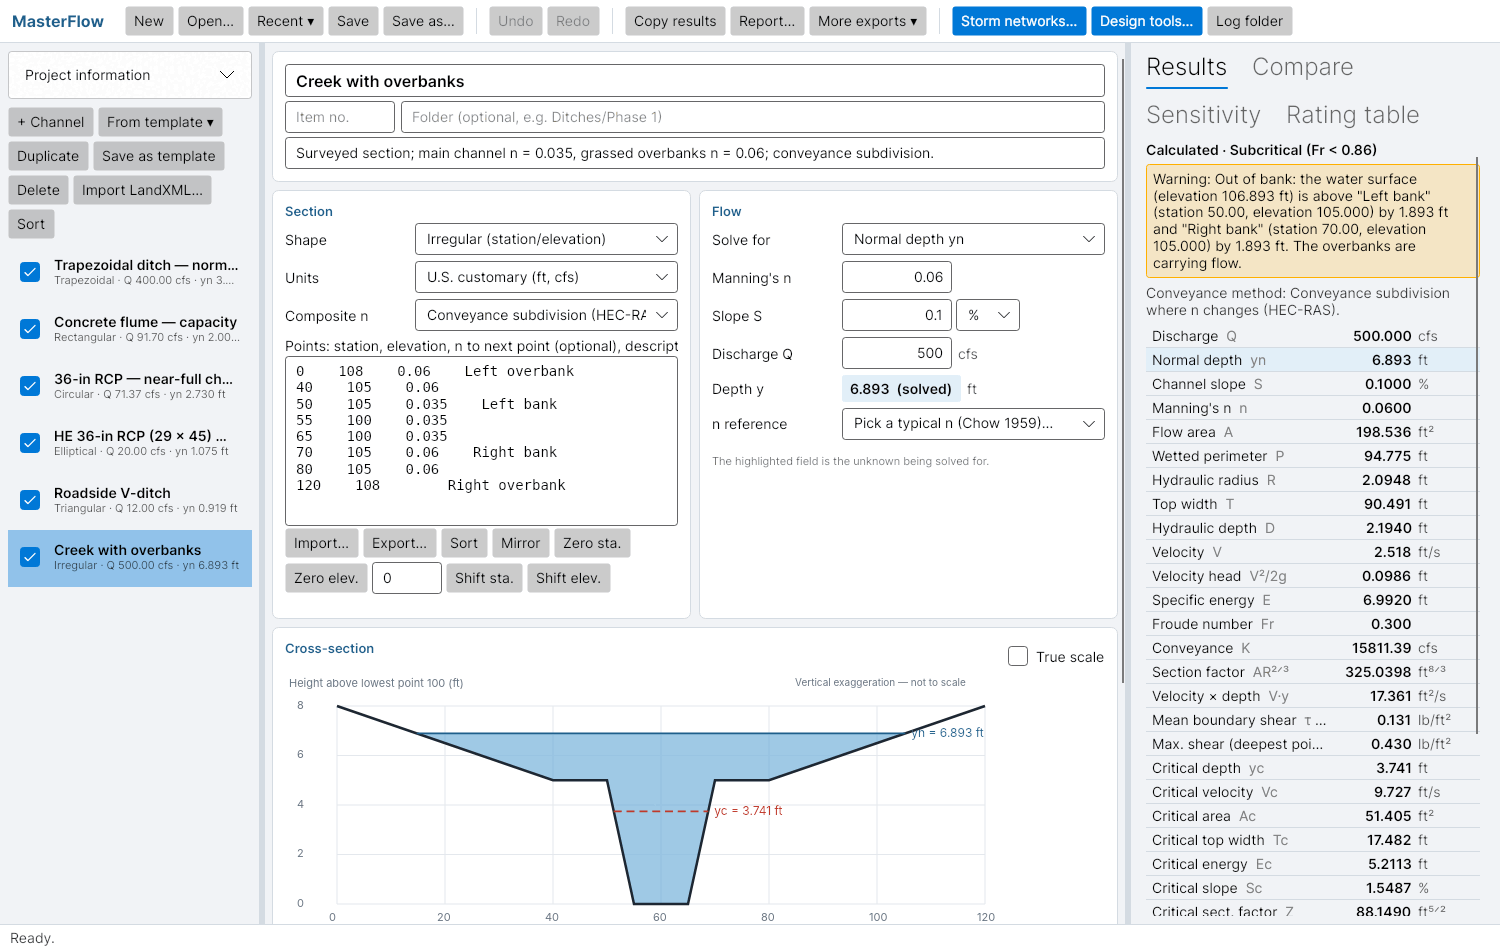 MasterFlow
New
Open...
Recent ▾
Save
Save as...
Undo
Redo
Copy results
Report...
More exports ▾
Storm networks...
Design tools...
Log folder
Project information
+ Channel
From template ▾
Duplicate
Save as template
Delete
Import LandXML...
Sort
Trapezoidal ditch — norm...
Trapezoidal · Q 400.00 cfs · yn 3....
Concrete flume — capacity
Rectangular · Q 91.70 cfs · yn 2.00...
36-in RCP — near-full ch...
Circular · Q 71.37 cfs · yn 2.730 ft
HE 36-in RCP (29 × 45) ...
Elliptical · Q 20.00 cfs · yn 1.075 ft
Roadside V-ditch
Triangular · Q 12.00 cfs · yn 0.919 ft
Creek with overbanks
Irregular · Q 500.00 cfs · yn 6.893 ft
Creek with overbanks
Item no.
Folder (optional, e.g. Ditches/Phase 1)
Surveyed section; main channel n = 0.035, grassed overbanks n = 0.06; conveyance subdivision.
Section
Shape Irregular (station/elevation)
Units U.S. customary (ft, cfs)
Composite n Conveyance subdivision (HEC-RA
Points: station, elevation, n to next point (optional), descript
0 108 0.06 Left overbank
40 105 0.06
50 105 0.035 Left bank
55 100 0.035
65 100 0.035
70 105 0.06 Right bank
80 105 0.06
120 108 Right overbank
Import...
Export...
Sort
Mirror
Zero sta.
Zero elev.
0
Shift sta.
Shift elev.
Flow
Solve for Normal depth yn
Manning's n 0.06
Slope S 0.1 %
Discharge Q 500 cfs
Depth y 6.893 (solved) ft
n reference Pick a typical n (Chow 1959)...
The highlighted field is the unknown being solved for.
Cross-section
True scale
Height above lowest point 100 (ft)
Vertical exaggeration — not to scale
8
6
4
2
0
yn = 6.893 ft
yc = 3.741 ft
0 20 40 60 80 100 120
Results
Compare
Sensitivity
Rating table
Calculated · Subcritical (Fr < 0.86)
Warning: Out of bank: the water surface
(elevation 106.893 ft) is above "Left bank"
(station 50.00, elevation 105.000) by 1.893 ft
and "Right bank" (station 70.00, elevation
105.000) by 1.893 ft. The overbanks are
carrying flow.
Conveyance method: Conveyance subdivision
where n changes (HEC-RAS).
Discharge Q 500.000 cfs
Normal depth yn 6.893 ft
Channel slope S 0.1000 %
Manning's n n 0.0600
Flow area A 198.536 ft²
Wetted perimeter P 94.775 ft
Hydraulic radius R 2.0948 ft
Top width T 90.491 ft
Hydraulic depth D 2.1940 ft
Velocity V 2.518 ft/s
Velocity head V²/2g 0.0986 ft
Specific energy E 6.9920 ft
Froude number Fr 0.300
Conveyance K 15811.39 cfs
Section factor AR²ᐟ³ 325.0398 ft⁸ᐟ³
Velocity × depth V·y 17.361 ft²/s
Mean boundary shear τ ... 0.131 lb/ft²
Max. shear (deepest poi... 0.430 lb/ft²
Critical depth yc 3.741 ft
Critical velocity Vc 9.727 ft/s
Critical area Ac 51.405 ft²
Critical top width Tc 17.482 ft
Critical energy Ec 5.2113 ft
Critical slope Sc 1.5487 %
Critical sect. factor Z 88.1490 ft⁵ᐟ²
Ready.